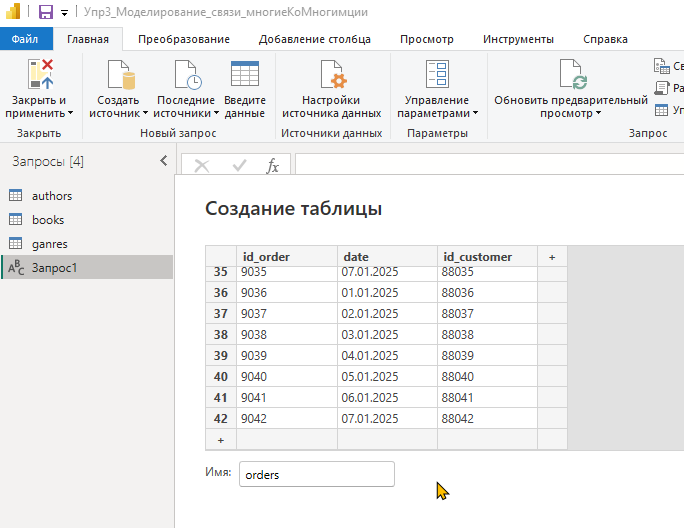 Упр3_Моделирование_связи_многиеКоМногимции
Файл Главная Преобразование Добавление столбца Просмотр Инструменты Справка
Закрыть и применить
Создать источник
Последние источники
Введите данные
Настройки источника данных
Управление параметрами
Обновить предварительный просмотр
Св
Ра
Уп
Закрыть Новый запрос Источники данных Параметры Запрос
Запросы [4]
fx
authors
books
ganres
ABC Запрос1
Создание таблицы
id_order date id_customer +
35 9035 07.01.2025 88035
36 9036 01.01.2025 88036
37 9037 02.01.2025 88037
38 9038 03.01.2025 88038
39 9039 04.01.2025 88039
40 9040 05.01.2025 88040
41 9041 06.01.2025 88041
42 9042 07.01.2025 88042
+
Имя: orders